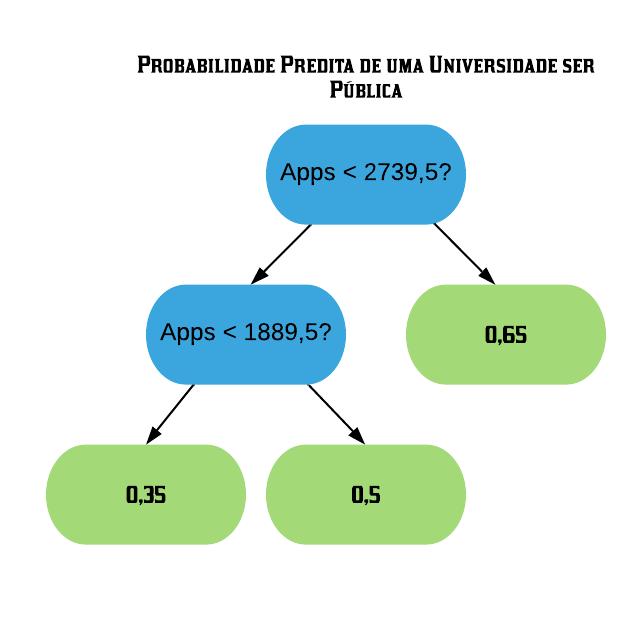 Probabilidade Predita de uma Universidade ser
Pública
Apps < 2739,5?
Apps < 1889,5?
0,65
0,35
0,5